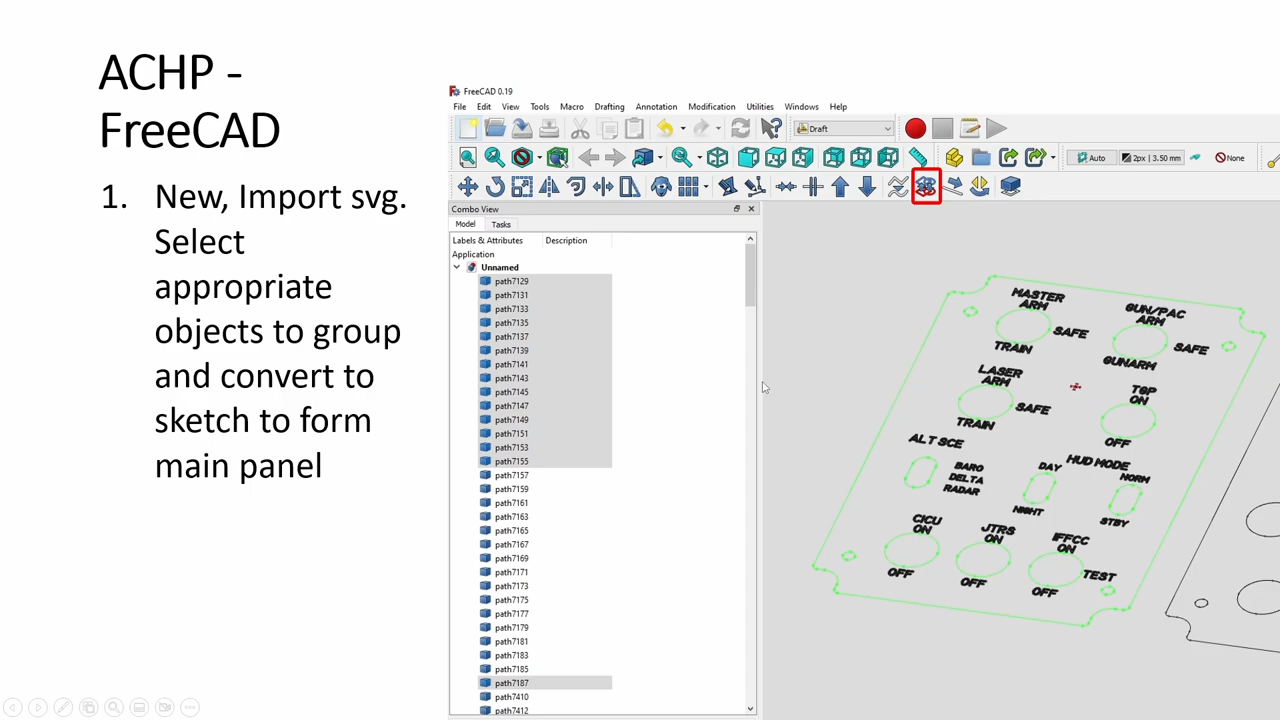 ACHP -
FreeCAD
1. New, Import svg.
Select
appropriate
objects to group
and convert to
sketch to form
main panel
FreeCAD 0.19
File Edit View Tools Macro Drafting Annotation Modification Utilities Windows Help
Draft
Auto 2px | 3.50 mm None
Combo View
Model Tasks
Labels & Attributes Description
Application
Unnamed
path7129
path7131
path7133
path7135
path7137
path7139
path7141
path7143
path7145
path7147
path7149
path7151
path7153
path7155
path7157
path7159
path7161
path7163
path7165
path7167
path7169
path7171
path7173
path7175
path7177
path7179
path7181
path7183
path7185
path7187
path7410
path7412
MASTER
ARM
SAFE
TRAIN
GUN/PAC
ARM
SAFE
GUNARM
LASER
ARM
SAFE
TRAIN
TGP
ON
OFF
ALT SCE
BARO
DELTA
RADAR
HUD MODE
DAY
NIGHT
NORM
STBY
CICU
ON
OFF
JTRS
ON
OFF
IFFCC
ON
TEST
OFF